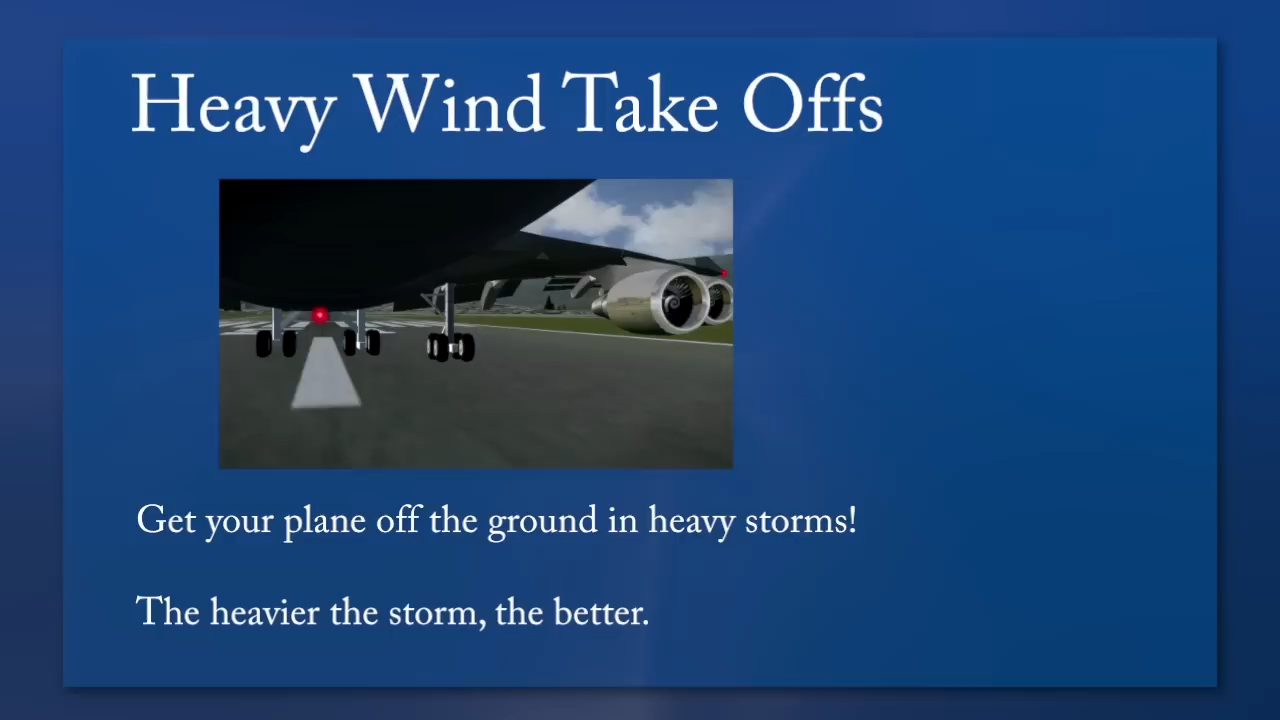 Heavy Wind Take Offs
Get your plane off the ground in heavy storms!
The heavier the storm, the better.